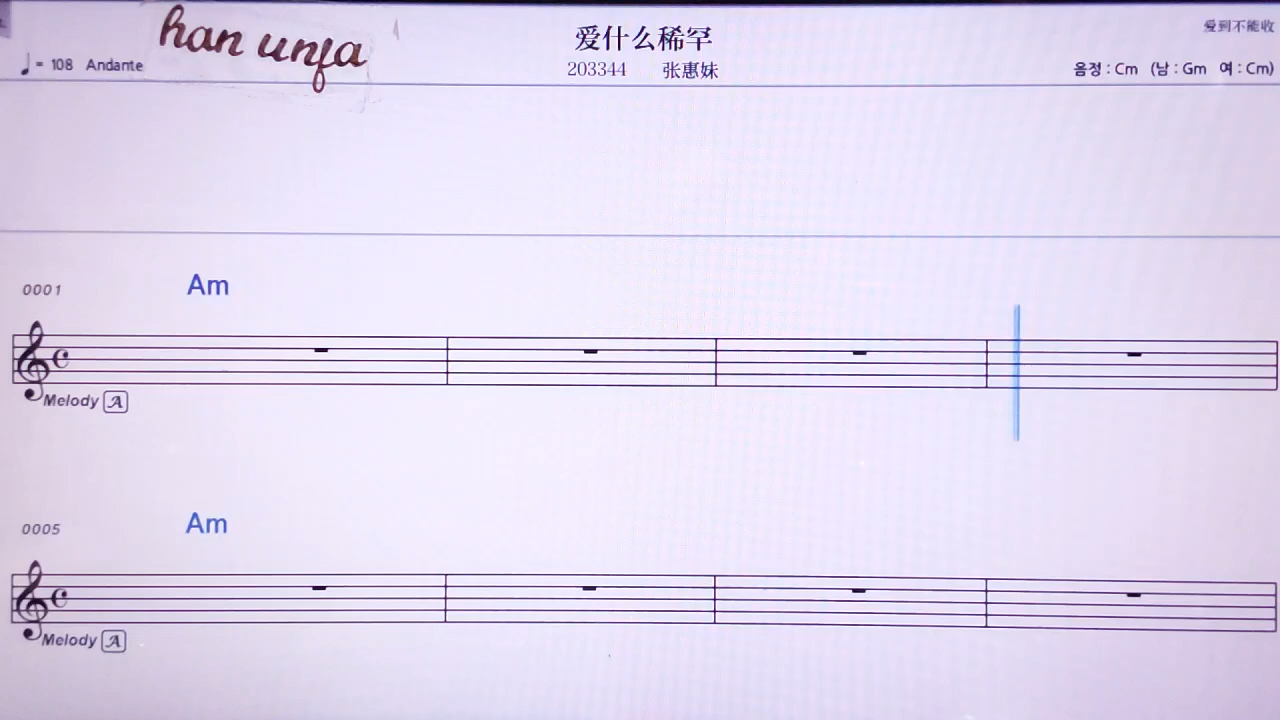 han unfa
爱什么稀罕
爱到不能收
♩= 108 Andante
203344 张惠妹
음정 : Cm (남 : Gm 여 : Cm)
0001
Am
Melody A
0005
Am
Melody A